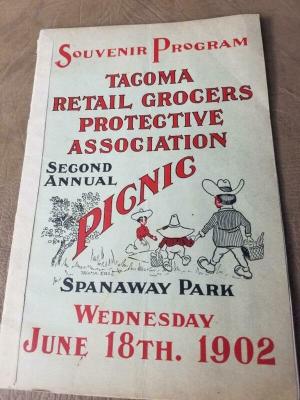 SOUVENIR PROGRAM
TACOMA
RETAIL GROCERS
PROTECTIVE
ASSOCIATION
SECOND
ANNUAL
PICNIC
SPANAWAY PARK
WEDNESDAY
JUNE 18TH. 1902